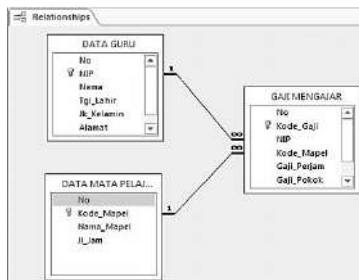 Relationships
DATA GURU
No
NIP
Nama
Tgl_Lahir
Jk_Kelamin
Alamat
1
GAJI MENGAJAR
No
Kode_Gaji
NIP
Kode_Mapel
Gaji_Perjam
Gaji_Pokok
∞
∞
DATA MATA PELAJ...
No
Kode_Mapel
Nama_Mapel
Jl_Jam
1